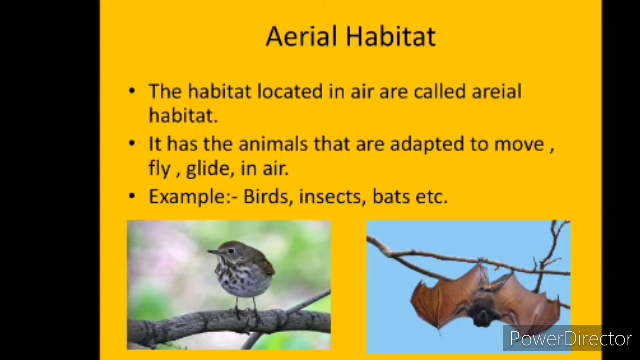 Aerial Habitat
• The habitat located in air are called areial
habitat.
• It has the animals that are adapted to move ,
fly , glide, in air.
• Example:- Birds, insects, bats etc.
PowerDirector